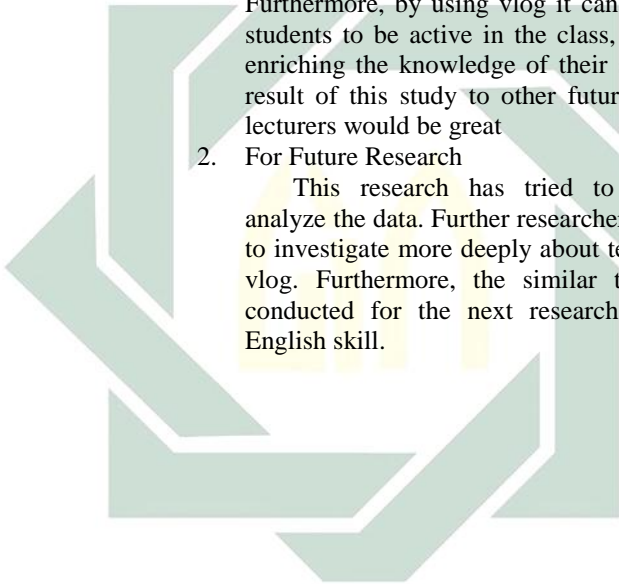 Furthermore, by using vlog it can
students to be active in the class,
enriching the knowledge of their
result of this study to other futur
lecturers would be great
2. For Future Research
This research has tried to
analyze the data. Further researcher
to investigate more deeply about te
vlog. Furthermore, the similar t
conducted for the next research
English skill.